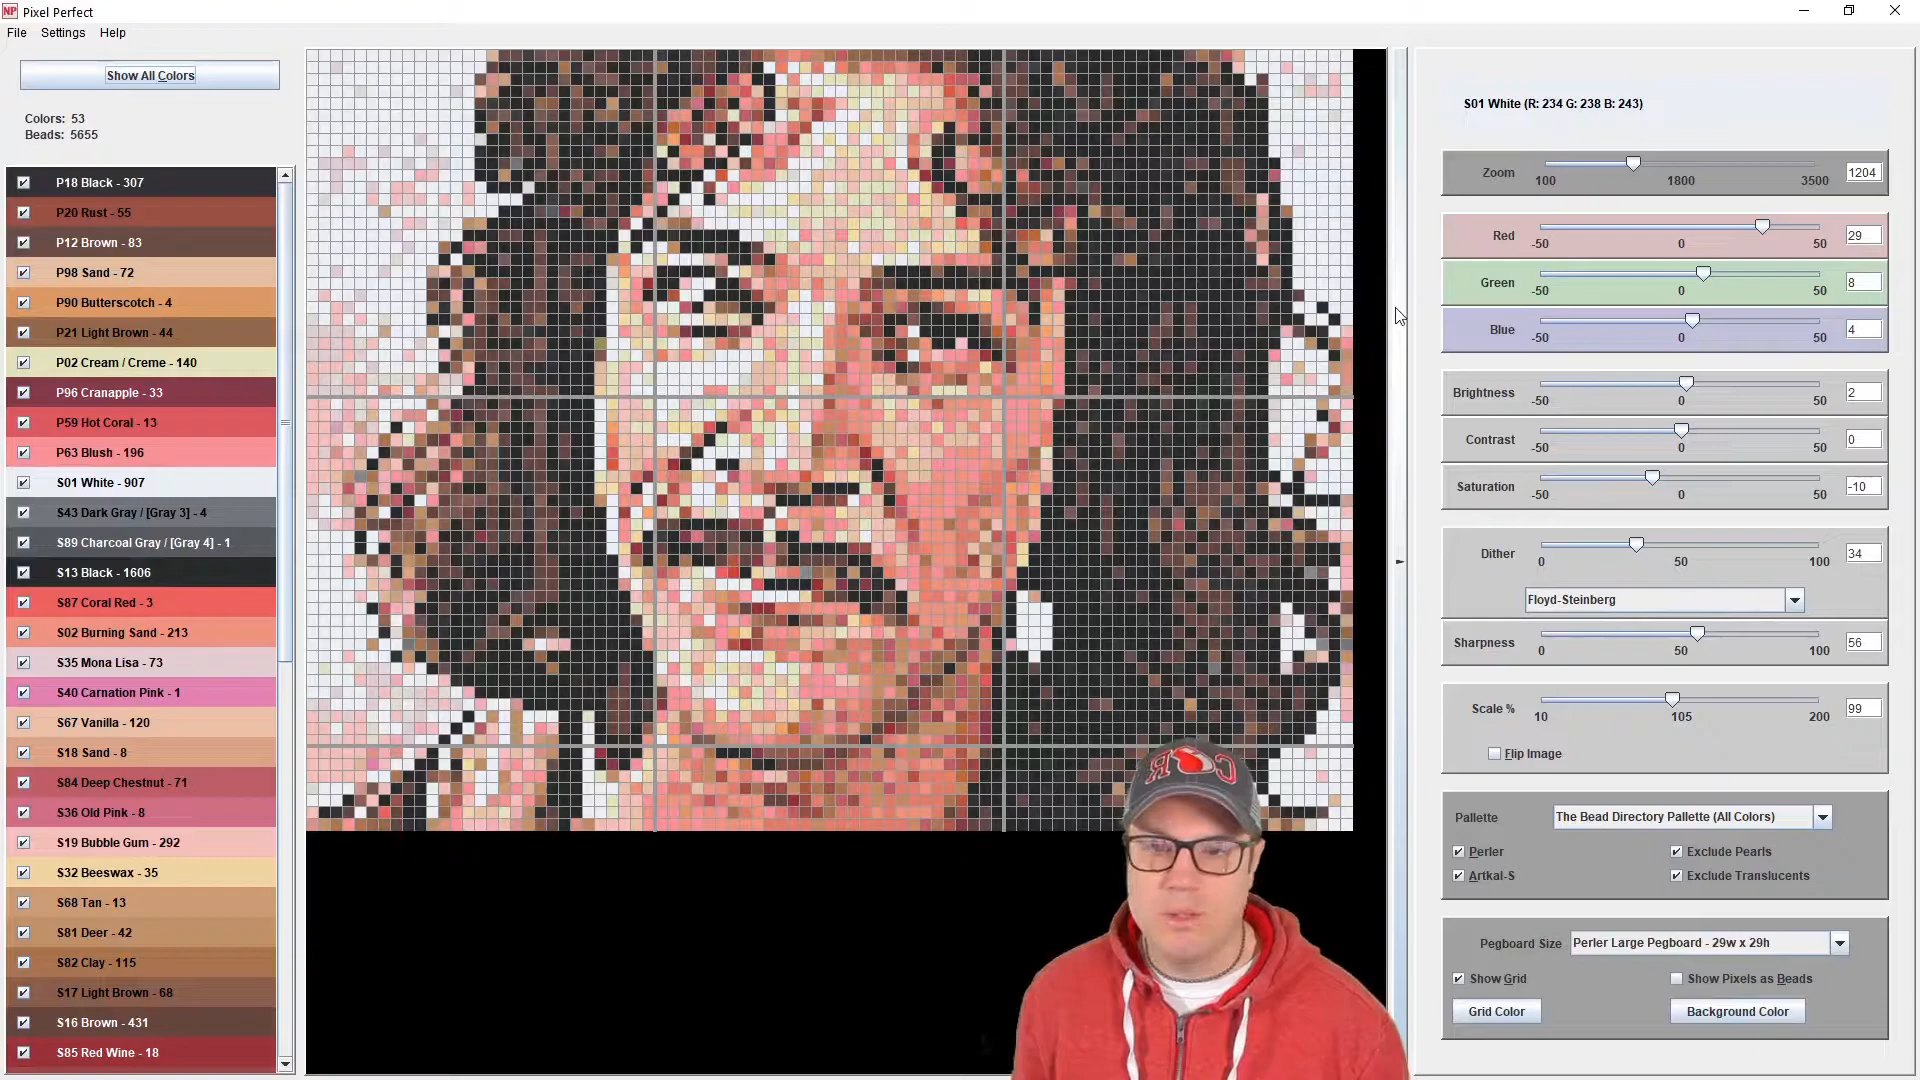 NP Pixel Perfect
File Settings Help
Show All Colors
Colors: 53
Beads: 5655
P18 Black - 307
P20 Rust - 55
P12 Brown - 83
P98 Sand - 72
P90 Butterscotch - 4
P21 Light Brown - 44
P02 Cream / Creme - 140
P96 Cranapple - 33
P59 Hot Coral - 13
P63 Blush - 196
S01 White - 907
S43 Dark Gray / [Gray 3] - 4
S89 Charcoal Gray / [Gray 4] - 1
S13 Black - 1606
S87 Coral Red - 3
S02 Burning Sand - 213
S35 Mona Lisa - 73
S40 Carnation Pink - 1
S67 Vanilla - 120
S18 Sand - 8
S84 Deep Chestnut - 71
S36 Old Pink - 8
S19 Bubble Gum - 292
S32 Beeswax - 35
S68 Tan - 13
S81 Deer - 42
S82 Clay - 115
S17 Light Brown - 68
S16 Brown - 431
S85 Red Wine - 18
S01 White (R: 234 G: 238 B: 243)
Zoom 100 1800 3500 1204
Red -50 0 50 29
Green -50 0 50 8
Blue -50 0 50 4
Brightness -50 0 50 2
Contrast -50 0 50 0
Saturation -50 0 50 -10
Dither 0 50 100 34
Floyd-Steinberg
Sharpness 0 50 100 56
Scale % 10 105 200 99
Flip Image
Pallette The Bead Directory Pallette (All Colors)
Perler Exclude Pearls
Artkal-S Exclude Translucents
Pegboard Size Perler Large Pegboard - 29w x 29h
Show Grid Show Pixels as Beads
Grid Color Background Color